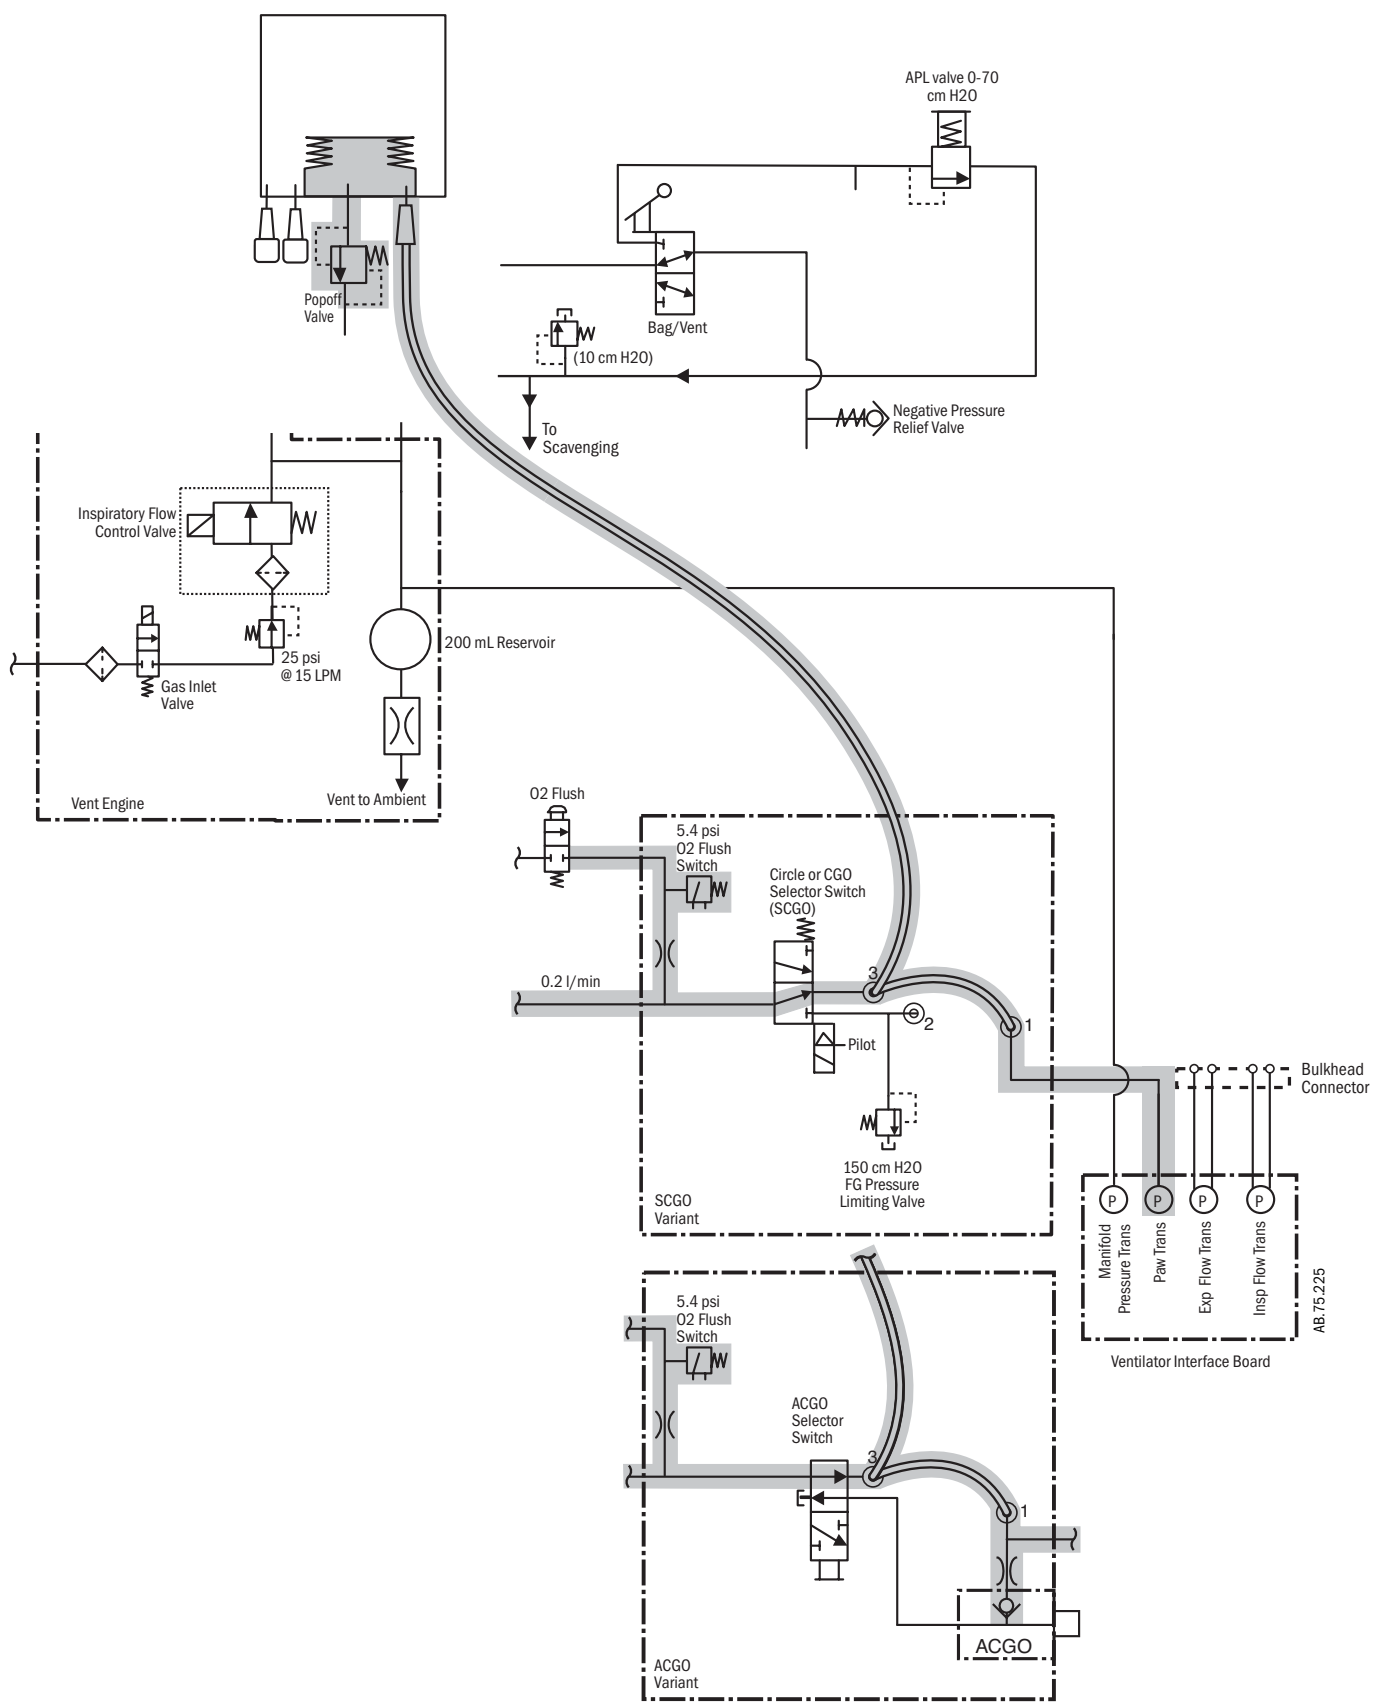 APL valve 0-70
cm H2O
Popoff
Valve
Bag/Vent
(10 cm H2O)
To
Scavenging
Negative Pressure
Relief Valve
Inspiratory Flow
Control Valve
200 mL Reservoir
25 psi
@ 15 LPM
Gas Inlet
Valve
Vent Engine
Vent to Ambient
O2 Flush
5.4 psi
O2 Flush
Switch
Circle or CGO
Selector Switch
(SCGO)
0.2 l/min
3
2
1
Pilot
Bulkhead
Connector
150 cm H2O
FG Pressure
Limiting Valve
SCGO
Variant
P
P
P
P
Manifold
Pressure Trans
Paw Trans
Exp Flow Trans
Insp Flow Trans
AB.75.225
Ventilator Interface Board
5.4 psi
O2 Flush
Switch
ACGO
Selector
Switch
3
1
ACGO
ACGO
Variant